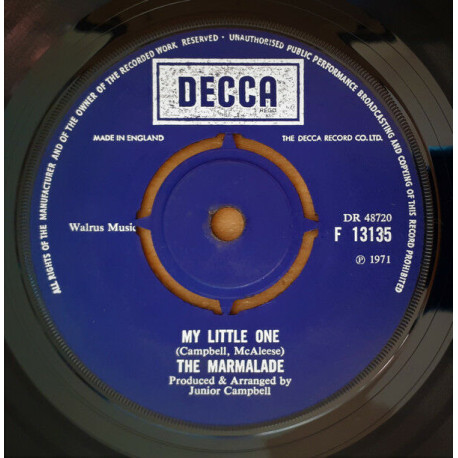 ALL RIGHTS OF THE MANUFACTURER AND OF THE OWNER OF THE RECORDED WORK RESERVED · UNAUTHORISED PUBLIC PERFORMANCE BROADCASTING AND COPYING OF THIS RECORD PROHIBITED
DECCA
REGD
MADE IN ENGLAND
THE DECCA RECORD CO. LTD.
DR 48720
Walrus Music
F 13135
℗ 1971
MY LITTLE ONE
(Campbell, McAleese)
THE MARMALADE
Produced & Arranged by
Junior Campbell